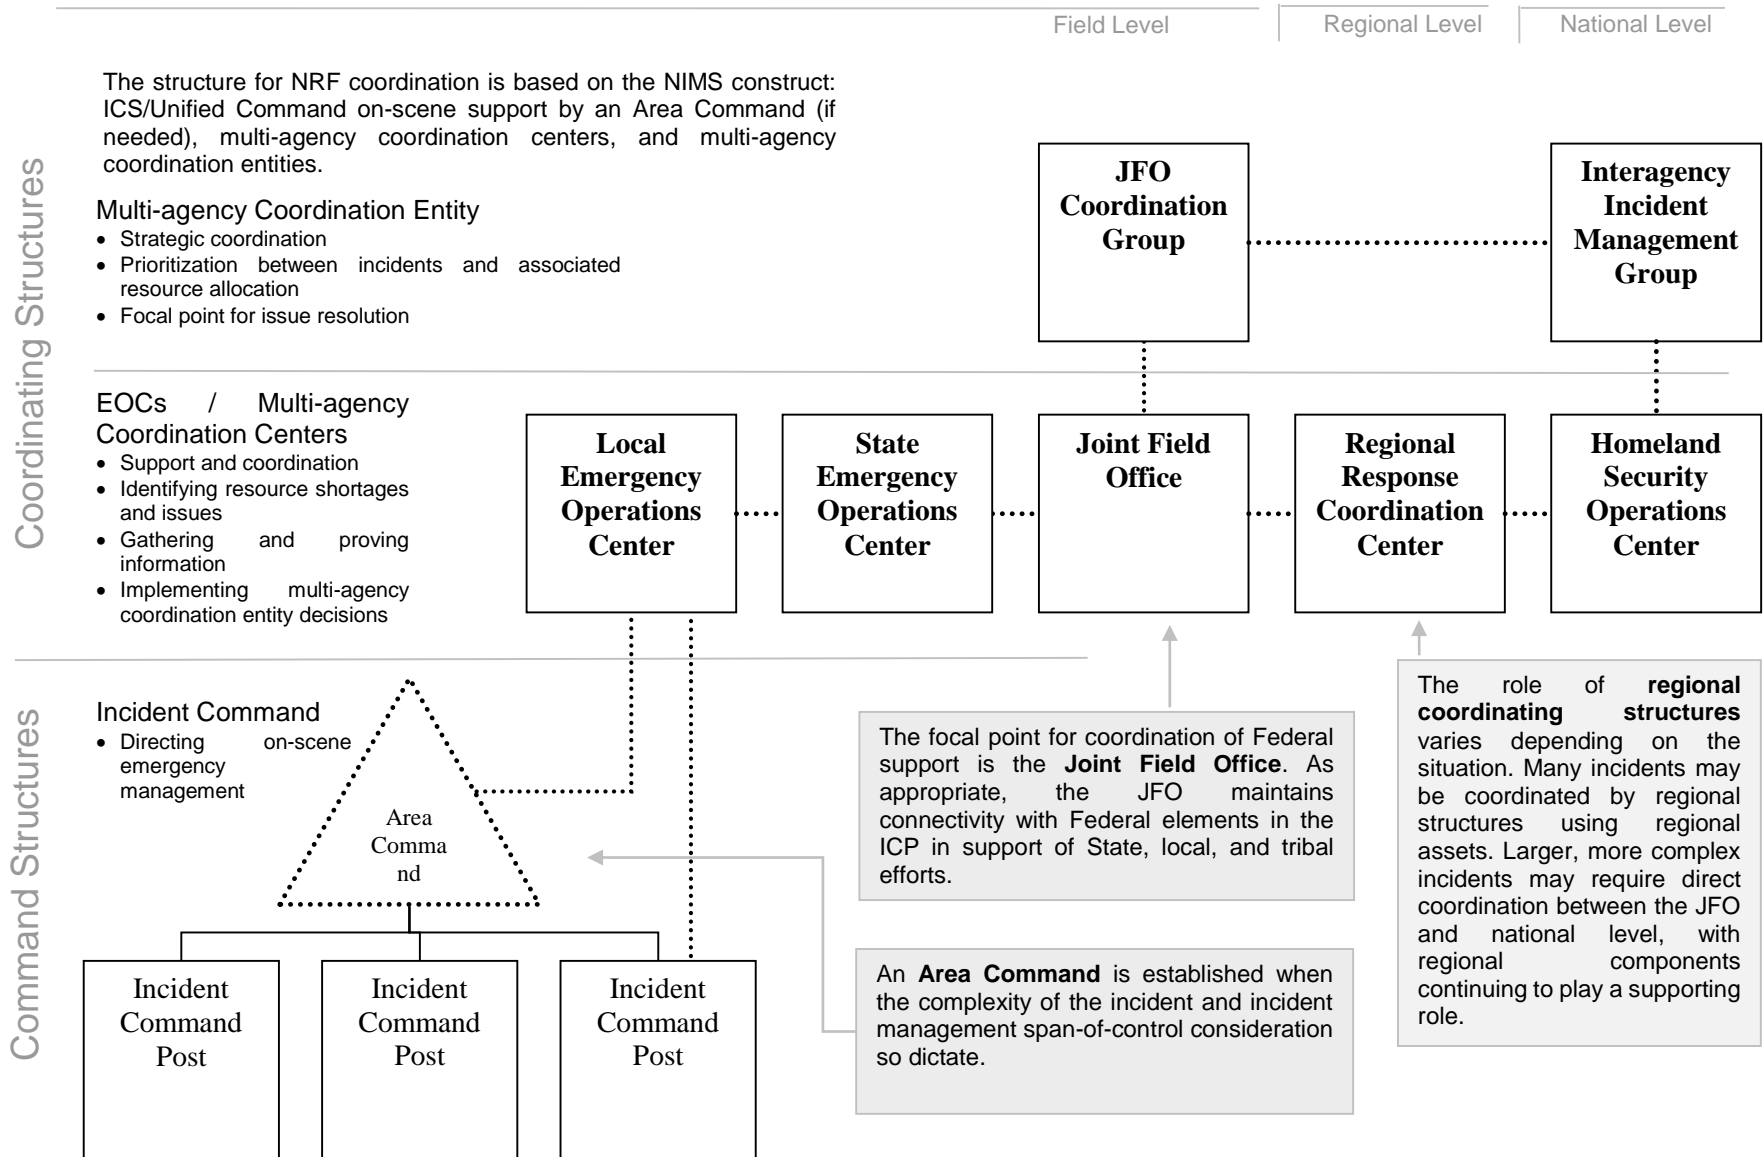 Field Level
Regional Level
National Level
Coordinating Structures
The structure for NRF coordination is based on the NIMS construct:
ICS/Unified Command on-scene support by an Area Command (if
needed), multi-agency coordination centers, and multi-agency
coordination entities.
Multi-agency Coordination Entity
• Strategic coordination
• Prioritization between incidents and associated
resource allocation
• Focal point for issue resolution
JFO
Coordination
Group
Interagency
Incident
Management
Group
EOCs / Multi-agency
Coordination Centers
• Support and coordination
• Identifying resource shortages
and issues
• Gathering and proving
information
• Implementing multi-agency
coordination entity decisions
Local
Emergency
Operations
Center
State
Emergency
Operations
Center
Joint Field
Office
Regional
Response
Coordination
Center
Homeland
Security
Operations
Center
Command Structures
Incident Command
• Directing on-scene
emergency
management
Area
Comma
nd
Incident
Command
Post
Incident
Command
Post
Incident
Command
Post
The focal point for coordination of Federal
support is the Joint Field Office. As
appropriate, the JFO maintains
connectivity with Federal elements in the
ICP in support of State, local, and tribal
efforts.
An Area Command is established when
the complexity of the incident and incident
management span-of-control consideration
so dictate.
The role of regional
coordinating structures
varies depending on the
situation. Many incidents may
be coordinated by regional
structures using regional
assets. Larger, more complex
incidents may require direct
coordination between the JFO
and national level, with
regional components
continuing to play a supporting
role.